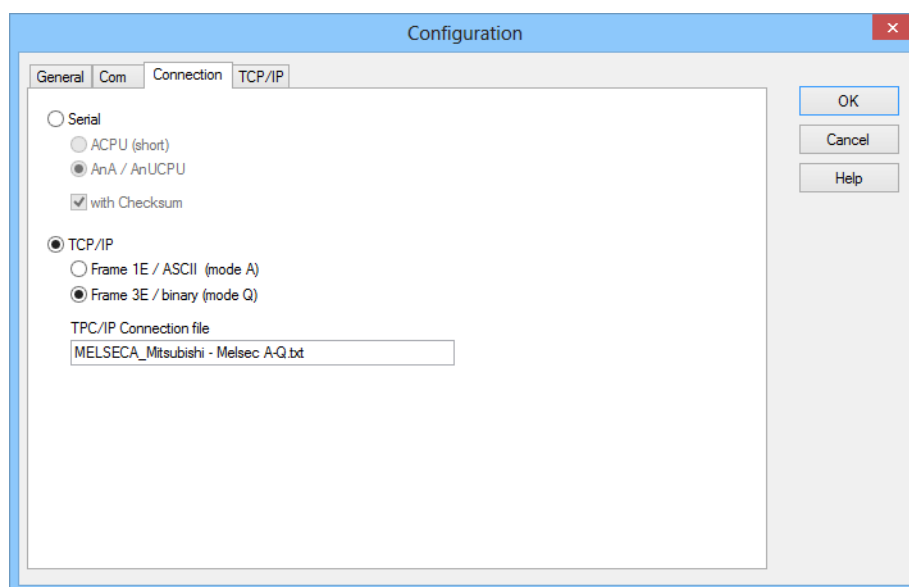 Configuration
General Com Connection TCP/IP
OK
Cancel
Help
Serial
ACPU (short)
AnA / AnUCPU
with Checksum
TCP/IP
Frame 1E / ASCII (mode A)
Frame 3E / binary (mode Q)
TPC/IP Connection file
MELSECA_Mitsubishi - Melsec A-Q.txt